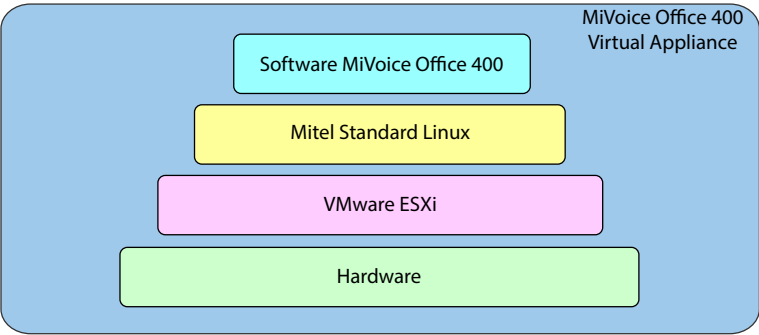 MiVoice Office 400
Virtual Appliance
Software MiVoice Office 400
Mitel Standard Linux
VMware ESXi
Hardware